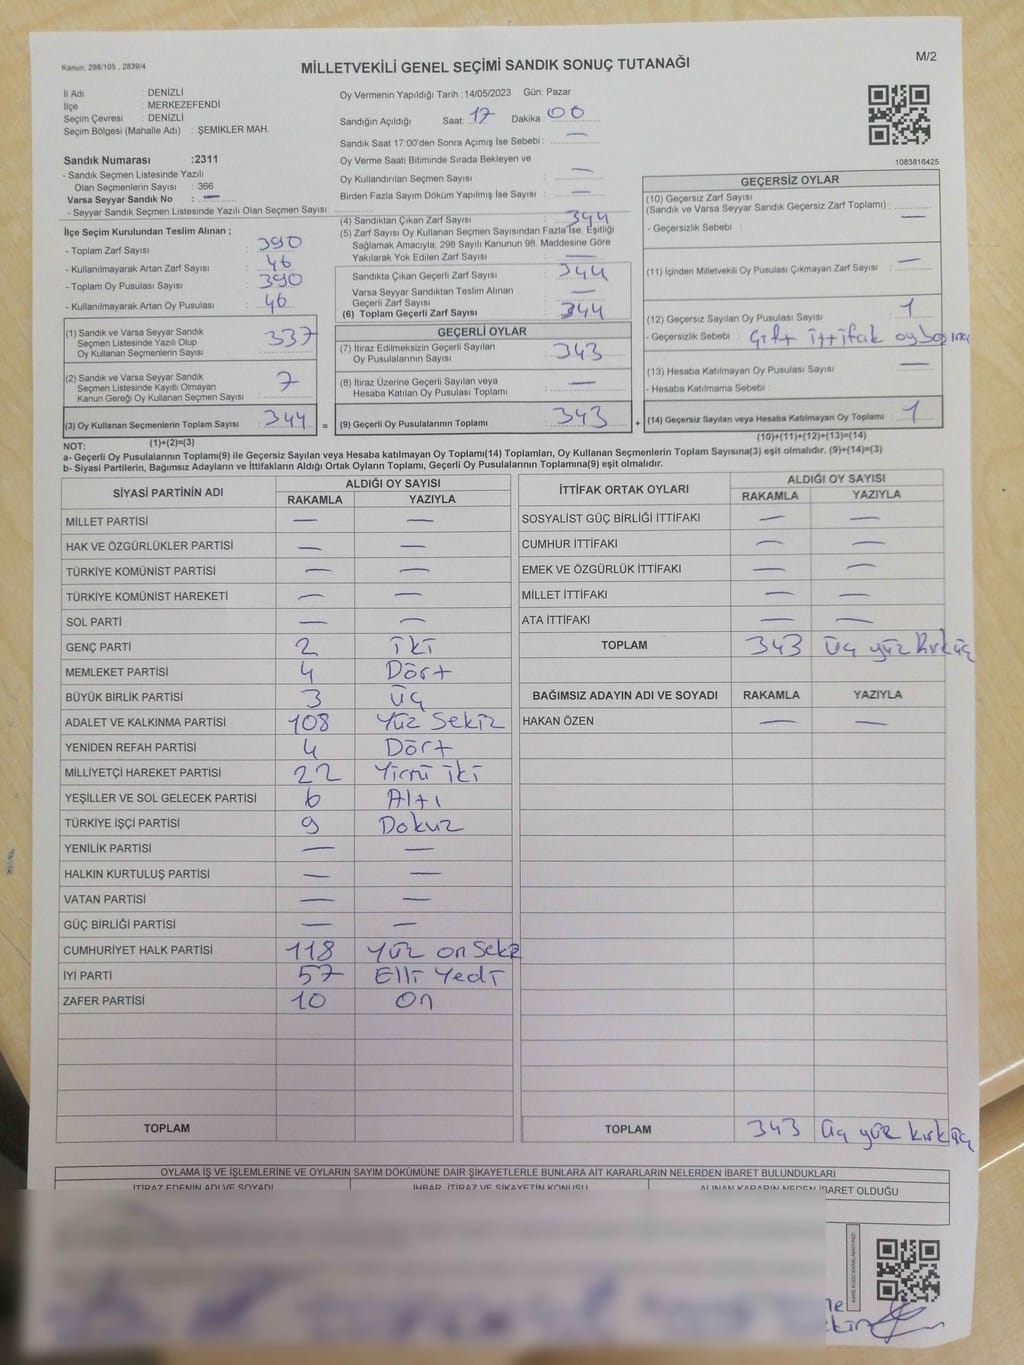 Kanun: 298/105 , 2839/4
MİLLETVEKİLİ GENEL SEÇİMİ SANDIK SONUÇ TUTANAĞI
M/2
İl Adı : DENİZLİ
İlçe : MERKEZEFENDİ
Seçim Çevresi : DENİZLİ
Seçim Bölgesi (Mahalle Adı) : ŞEMİKLER MAH.
Sandık Numarası :2311
- Sandık Seçmen Listesinde Yazılı
Olan Seçmenlerin Sayısı : 366
Varsa Seyyar Sandık No : —
- Seyyar Sandık Seçmen Listesinde Yazılı Olan Seçmen Sayısı:
İlçe Seçim Kurulundan Teslim Alınan ;
- Toplam Zarf Sayısı : 390
- Kullanılmayarak Artan Zarf Sayısı : 46
- Toplam Oy Pusulası Sayısı : 390
- Kullanılmayarak Artan Oy Pusulası : 46
(1) Sandık ve Varsa Seyyar Sandık
Seçmen Listesinde Yazılı Olup
Oy Kullanan Seçmenlerin Sayısı : 337
(2) Sandık ve Varsa Seyyar Sandık
Seçmen Listesinde Kayıtlı Olmayan
Kanun Gereği Oy Kullanan Seçmen Sayısı : 7
(3) Oy Kullanan Seçmenlerin Toplam Sayısı : 344 =
(1)+(2)=(3)
Oy Vermenin Yapıldığı Tarih :14/05/2023 Gün: Pazar
Sandığın Açıldığı Saat: 17 Dakika : 00
Sandık Saat 17:00'den Sonra Açımış İse Sebebi : —
Oy Verme Saati Bitiminde Sırada Bekleyen ve
Oy Kullandırılan Seçmen Sayısı : —
Birden Fazla Sayım Döküm Yapılmış İse Sayısı : —
(4) Sandıktan Çıkan Zarf Sayısı : 344
(5) Zarf Sayısı Oy Kullanan Seçmen Sayısından Fazla İse, Eşitliği
Sağlamak Amacıyla, 298 Sayılı Kanunun 98. Maddesine Göre
Yakılarak Yok Edilen Zarf Sayısı : —
Sandıkta Çıkan Geçerli Zarf Sayısı : 344
Varsa Seyyar Sandıktan Teslim Alınan
Geçerli Zarf Sayısı : —
(6) Toplam Geçerli Zarf Sayısı : 344
GEÇERLİ OYLAR
(7) İtiraz Edilmeksizin Geçerli Sayılan
Oy Pusulalarının Sayısı : 343
(8) İtiraz Üzerine Geçerli Sayılan veya
Hesaba Katılan Oy Pusulası Toplamı : —
(9) Geçerli Oy Pusulalarının Toplamı : 343 +
1083816425
GEÇERSİZ OYLAR
(10) Geçersiz Zarf Sayısı
(Sandık ve Varsa Seyyar Sandık Geçersiz Zarf Toplamı) : —
- Geçersizlik Sebebi :
(11) İçinden Milletvekili Oy Pusulası Çıkmayan Zarf Sayısı : —
(12) Geçersiz Sayılan Oy Pusulası Sayısı : 1
- Geçersizlik Sebebi : Çift ittifak oy basma
(13) Hesaba Katılmayan Oy Pusulası Sayısı : —
- Hesaba Katılmama Sebebi :
(14) Geçersiz Sayılan veya Hesaba Katılmayan Oy Toplamı : 1
(10)+(11)+(12)+(13)=(14)
NOT:
a- Geçerli Oy Pusulalarının Toplamı(9) ile Geçersiz Sayılan veya Hesaba katılmayan Oy Toplamı(14) Toplamları, Oy Kullanan Seçmenlerin Toplam Sayısına(3) eşit olmalıdır. (9)+(14)=(3)
b- Siyasi Partilerin, Bağımsız Adayların ve İttifakların Aldığı Ortak Oyların Toplamı, Geçerli Oy Pusulalarının Toplamına(9) eşit olmalıdır.
SİYASİ PARTİNİN ADI ALDIĞI OY SAYISI
RAKAMLA YAZIYLA
MİLLET PARTİSİ — —
HAK VE ÖZGÜRLÜKLER PARTİSİ — —
TÜRKİYE KOMÜNİST PARTİSİ — —
TÜRKİYE KOMÜNİST HAREKETİ — —
SOL PARTİ — —
GENÇ PARTİ 2 iki
MEMLEKET PARTİSİ 4 Dört
BÜYÜK BİRLİK PARTİSİ 3 Üç
ADALET VE KALKINMA PARTİSİ 108 Yüz Sekiz
YENİDEN REFAH PARTİSİ 4 Dört
MİLLİYETÇİ HAREKET PARTİSİ 22 Yirmi iki
YEŞİLLER VE SOL GELECEK PARTİSİ 6 Altı
TÜRKİYE İŞÇİ PARTİSİ 9 Dokuz
YENİLİK PARTİSİ — —
HALKIN KURTULUŞ PARTİSİ — —
VATAN PARTİSİ — —
GÜÇ BİRLİĞİ PARTİSİ — —
CUMHURİYET HALK PARTİSİ 118 Yüz on Sekiz
İYİ PARTİ 57 Elli Yedi
ZAFER PARTİSİ 10 On
TOPLAM
İTTİFAK ORTAK OYLARI ALDIĞI OY SAYISI
RAKAMLA YAZIYLA
SOSYALİST GÜÇ BİRLİĞİ İTTİFAKI — —
CUMHUR İTTİFAKI — —
EMEK VE ÖZGÜRLÜK İTTİFAKI — —
MİLLET İTTİFAKI — —
ATA İTTİFAKI — —
TOPLAM 343 Üç yüz kırk üç
BAĞIMSIZ ADAYIN ADI VE SOYADI RAKAMLA YAZIYLA
HAKAN ÖZEN — —
TOPLAM 343 Üç yüz kırk üç
OYLAMA İŞ VE İŞLEMLERİNE VE OYLARIN SAYIM DÖKÜMÜNE DAİR ŞİKAYETLERLE BUNLARA AİT KARARLARIN NELERDEN İBARET BULUNDUKLARI
İTİRAZ EDENİN ADI VE SOYADI İHBAR, İTİRAZ VE ŞİKAYETİN KONUSU ALINAN KARARIN NEDEN İBARET OLDUĞU